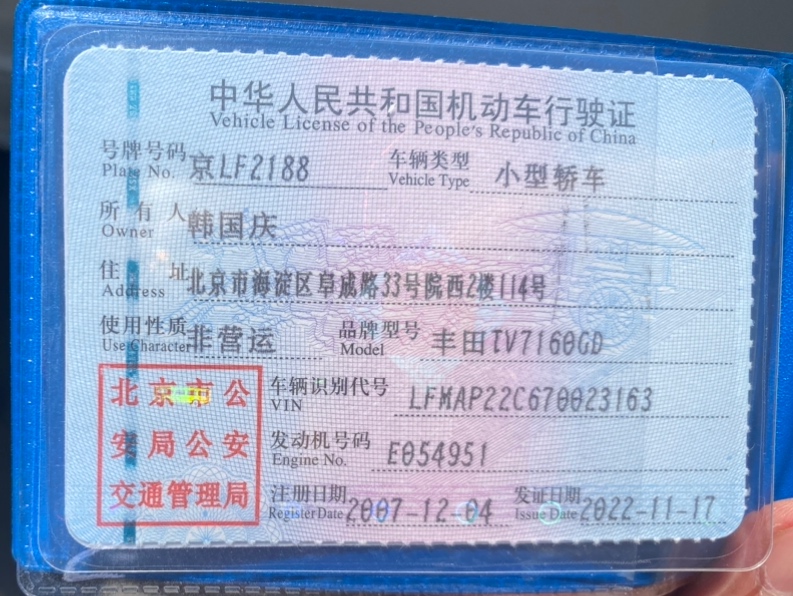 中华人民共和国机动车行驶证
Vehicle License of the People's Republic of China
号牌号码 京LF2188 车辆类型 小型轿车
Plate No. Vehicle Type
所有人 韩国庆
Owner
住址 北京市海淀区阜成路33号院西2楼114号
Address
使用性质 非营运 品牌型号 丰田TV7160GD
Use Character Model
北京市公 车辆识别代号 LFMAP22C670023163
VIN
安局公安 发动机号码 E054951
Engine No.
交通管理局 注册日期 2007-12-04 发证日期 2022-11-17
Register Date Issue Date